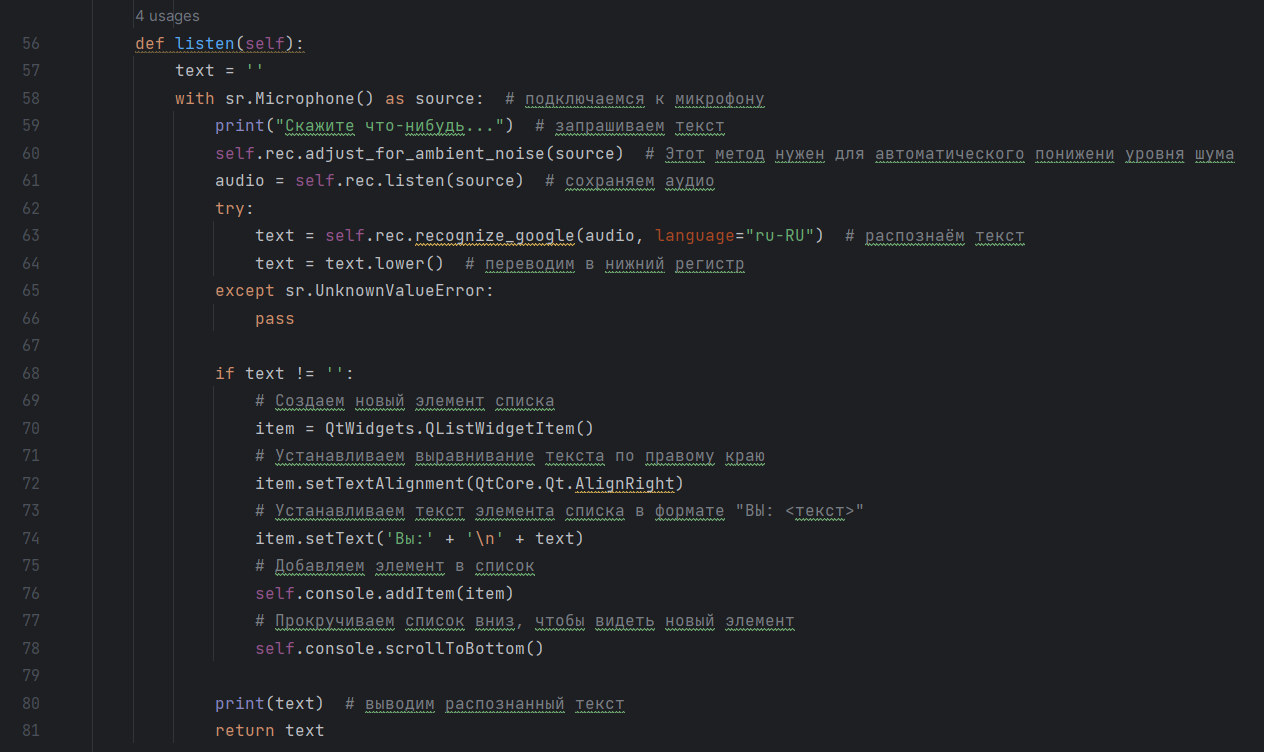 4 usages
56 def listen(self):
57 text = ''
58 with sr.Microphone() as source:  # подключаемся к микрофону
59 print("Скажите что-нибудь...")  # запрашиваем текст
60 self.rec.adjust_for_ambient_noise(source)  # Этот метод нужен для автоматического понижени уровня шума
61 audio = self.rec.listen(source)  # сохраняем аудио
62 try:
63 text = self.rec.recognize_google(audio, language="ru-RU")  # распознаём текст
64 text = text.lower()  # переводим в нижний регистр
65 except sr.UnknownValueError:
66 pass
67
68 if text != '':
69 # Создаем новый элемент списка
70 item = QtWidgets.QListWidgetItem()
71 # Устанавливаем выравнивание текста по правому краю
72 item.setTextAlignment(QtCore.Qt.AlignRight)
73 # Устанавливаем текст элемента списка в формате "ВЫ: <текст>"
74 item.setText('Вы:' + '\n' + text)
75 # Добавляем элемент в список
76 self.console.addItem(item)
77 # Прокручиваем список вниз, чтобы видеть новый элемент
78 self.console.scrollToBottom()
79
80 print(text)  # выводим распознанный текст
81 return text